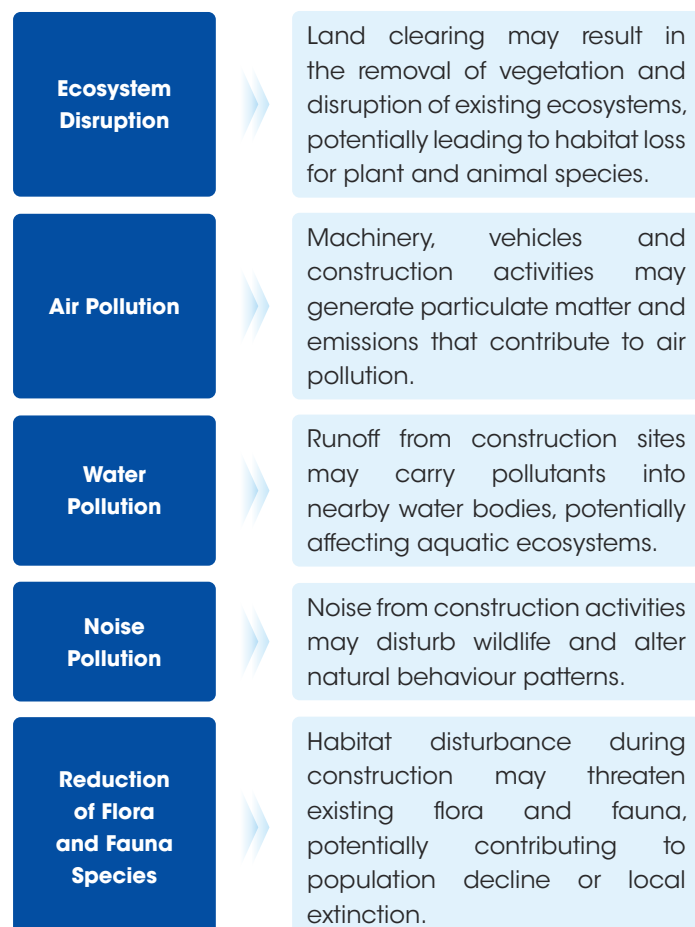 Ecosystem
Disruption
Land clearing may result in
the removal of vegetation and
disruption of existing ecosystems,
potentially leading to habitat loss
for plant and animal species.
Air Pollution
Machinery, vehicles and
construction activities may
generate particulate matter and
emissions that contribute to air
pollution.
Water
Pollution
Runoff from construction sites
may carry pollutants into
nearby water bodies, potentially
affecting aquatic ecosystems.
Noise
Pollution
Noise from construction activities
may disturb wildlife and alter
natural behaviour patterns.
Reduction
of Flora
and Fauna
Species
Habitat disturbance during
construction may threaten
existing flora and fauna,
potentially contributing to
population decline or local
extinction.